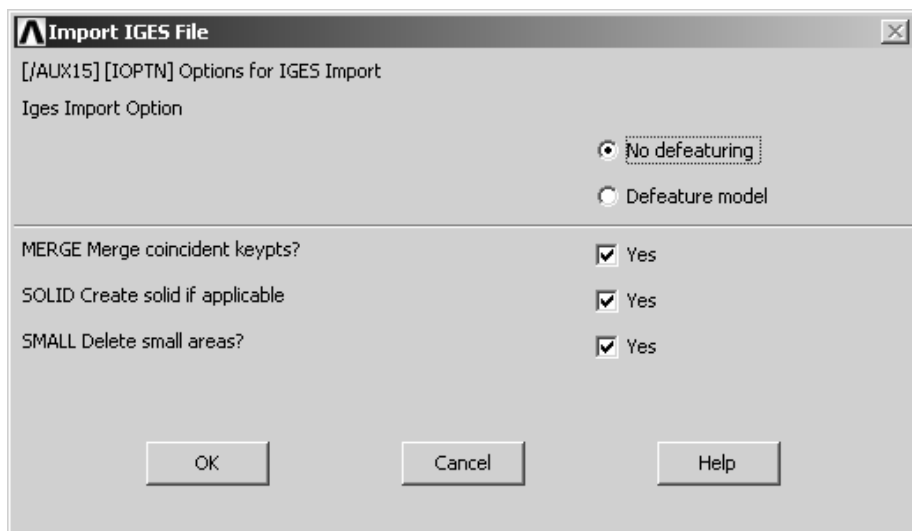 Import IGES File
[/AUX15] [IOPTN] Options for IGES Import
Iges Import Option
No defeaturing
Defeature model
MERGE Merge coincident keypts? Yes
SOLID Create solid if applicable Yes
SMALL Delete small areas? Yes
OK Cancel Help